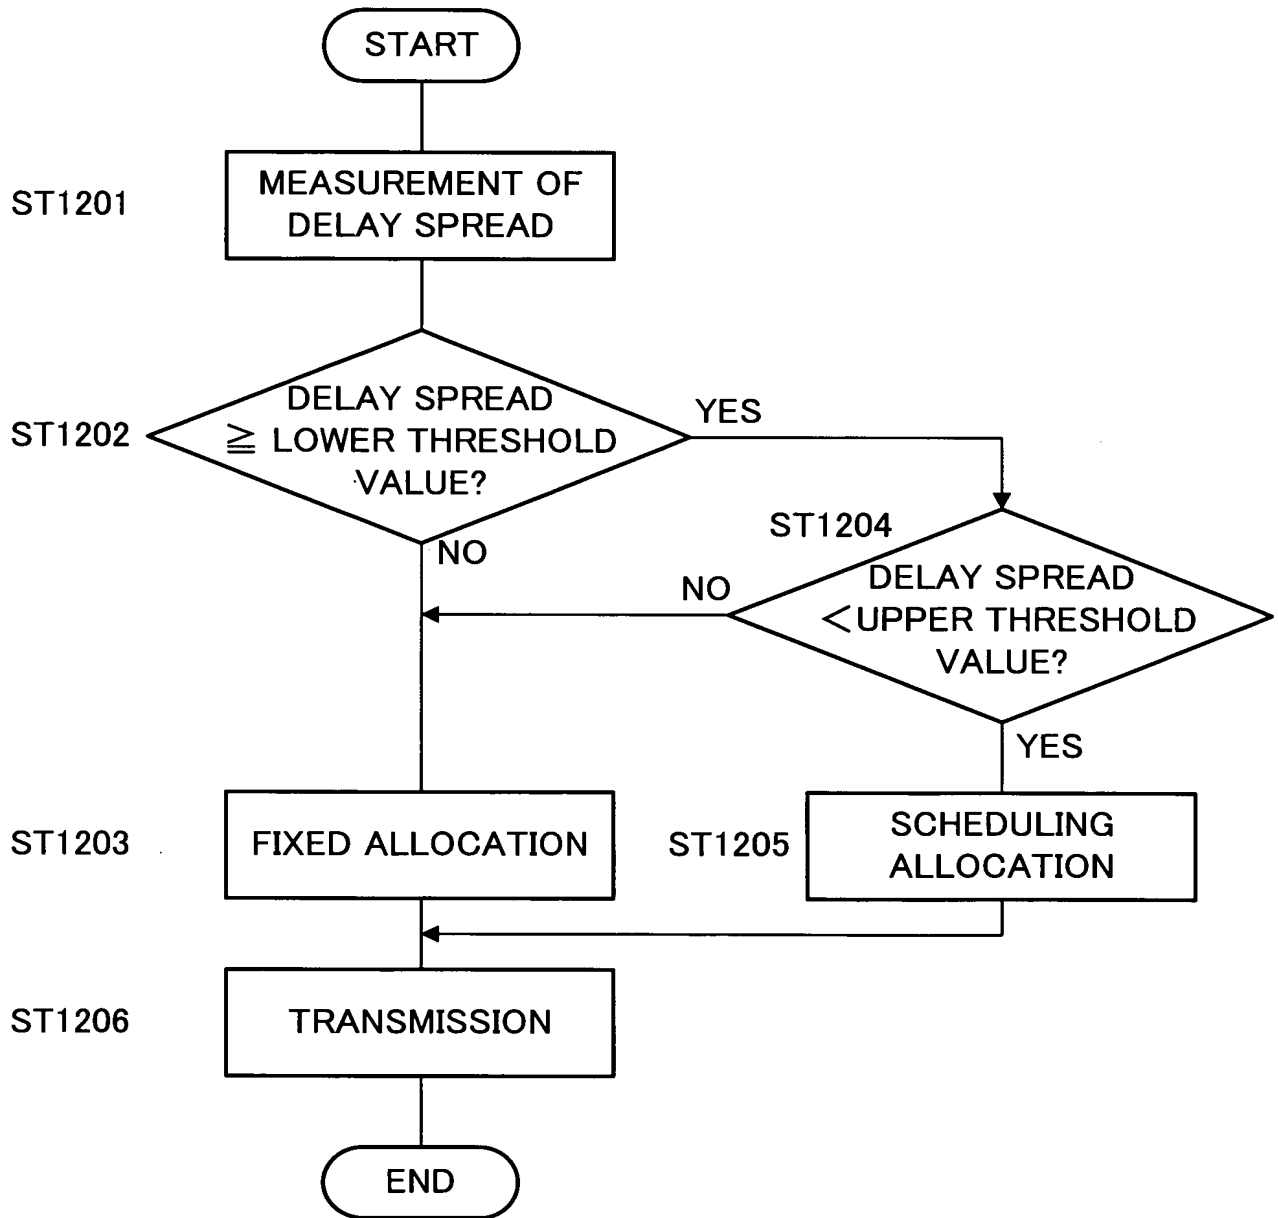 START
ST1201
MEASUREMENT OF
DELAY SPREAD
ST1202
DELAY SPREAD
≧ LOWER THRESHOLD
VALUE?
YES
NO
ST1204
DELAY SPREAD
<UPPER THRESHOLD
VALUE?
NO
YES
ST1203
FIXED ALLOCATION
ST1205
SCHEDULING
ALLOCATION
ST1206
TRANSMISSION
END